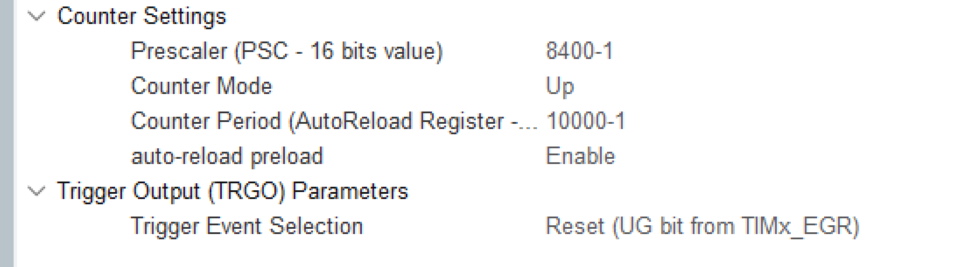 Counter Settings
Prescaler (PSC - 16 bits value) 8400-1
Counter Mode Up
Counter Period (AutoReload Register -... 10000-1
auto-reload preload Enable
Trigger Output (TRGO) Parameters
Trigger Event Selection Reset (UG bit from TIMx_EGR)